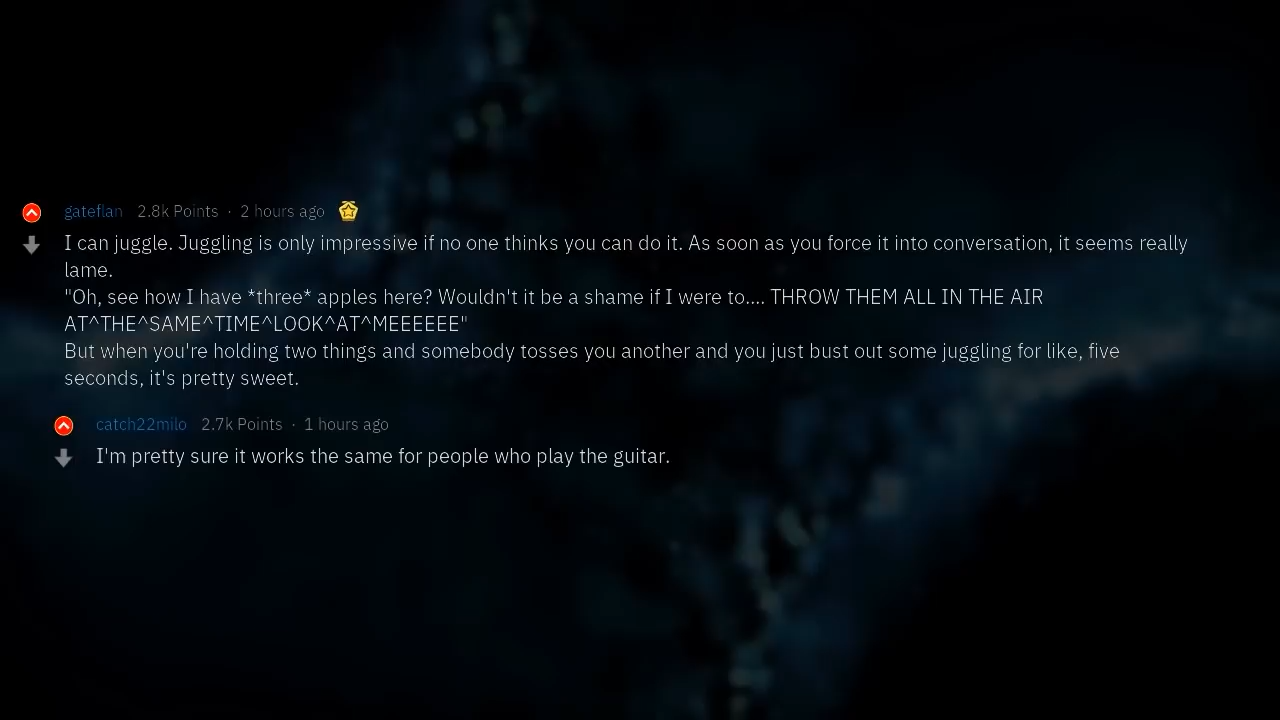 gateflan 2.8k Points · 2 hours ago
I can juggle. Juggling is only impressive if no one thinks you can do it. As soon as you force it into conversation, it seems really
lame.
"Oh, see how I have *three* apples here? Wouldn't it be a shame if I were to.... THROW THEM ALL IN THE AIR
AT^THE^SAME^TIME^LOOK^AT^MEEEEEE"
But when you're holding two things and somebody tosses you another and you just bust out some juggling for like, five
seconds, it's pretty sweet.
catch22milo 2.7k Points · 1 hours ago
I'm pretty sure it works the same for people who play the guitar.